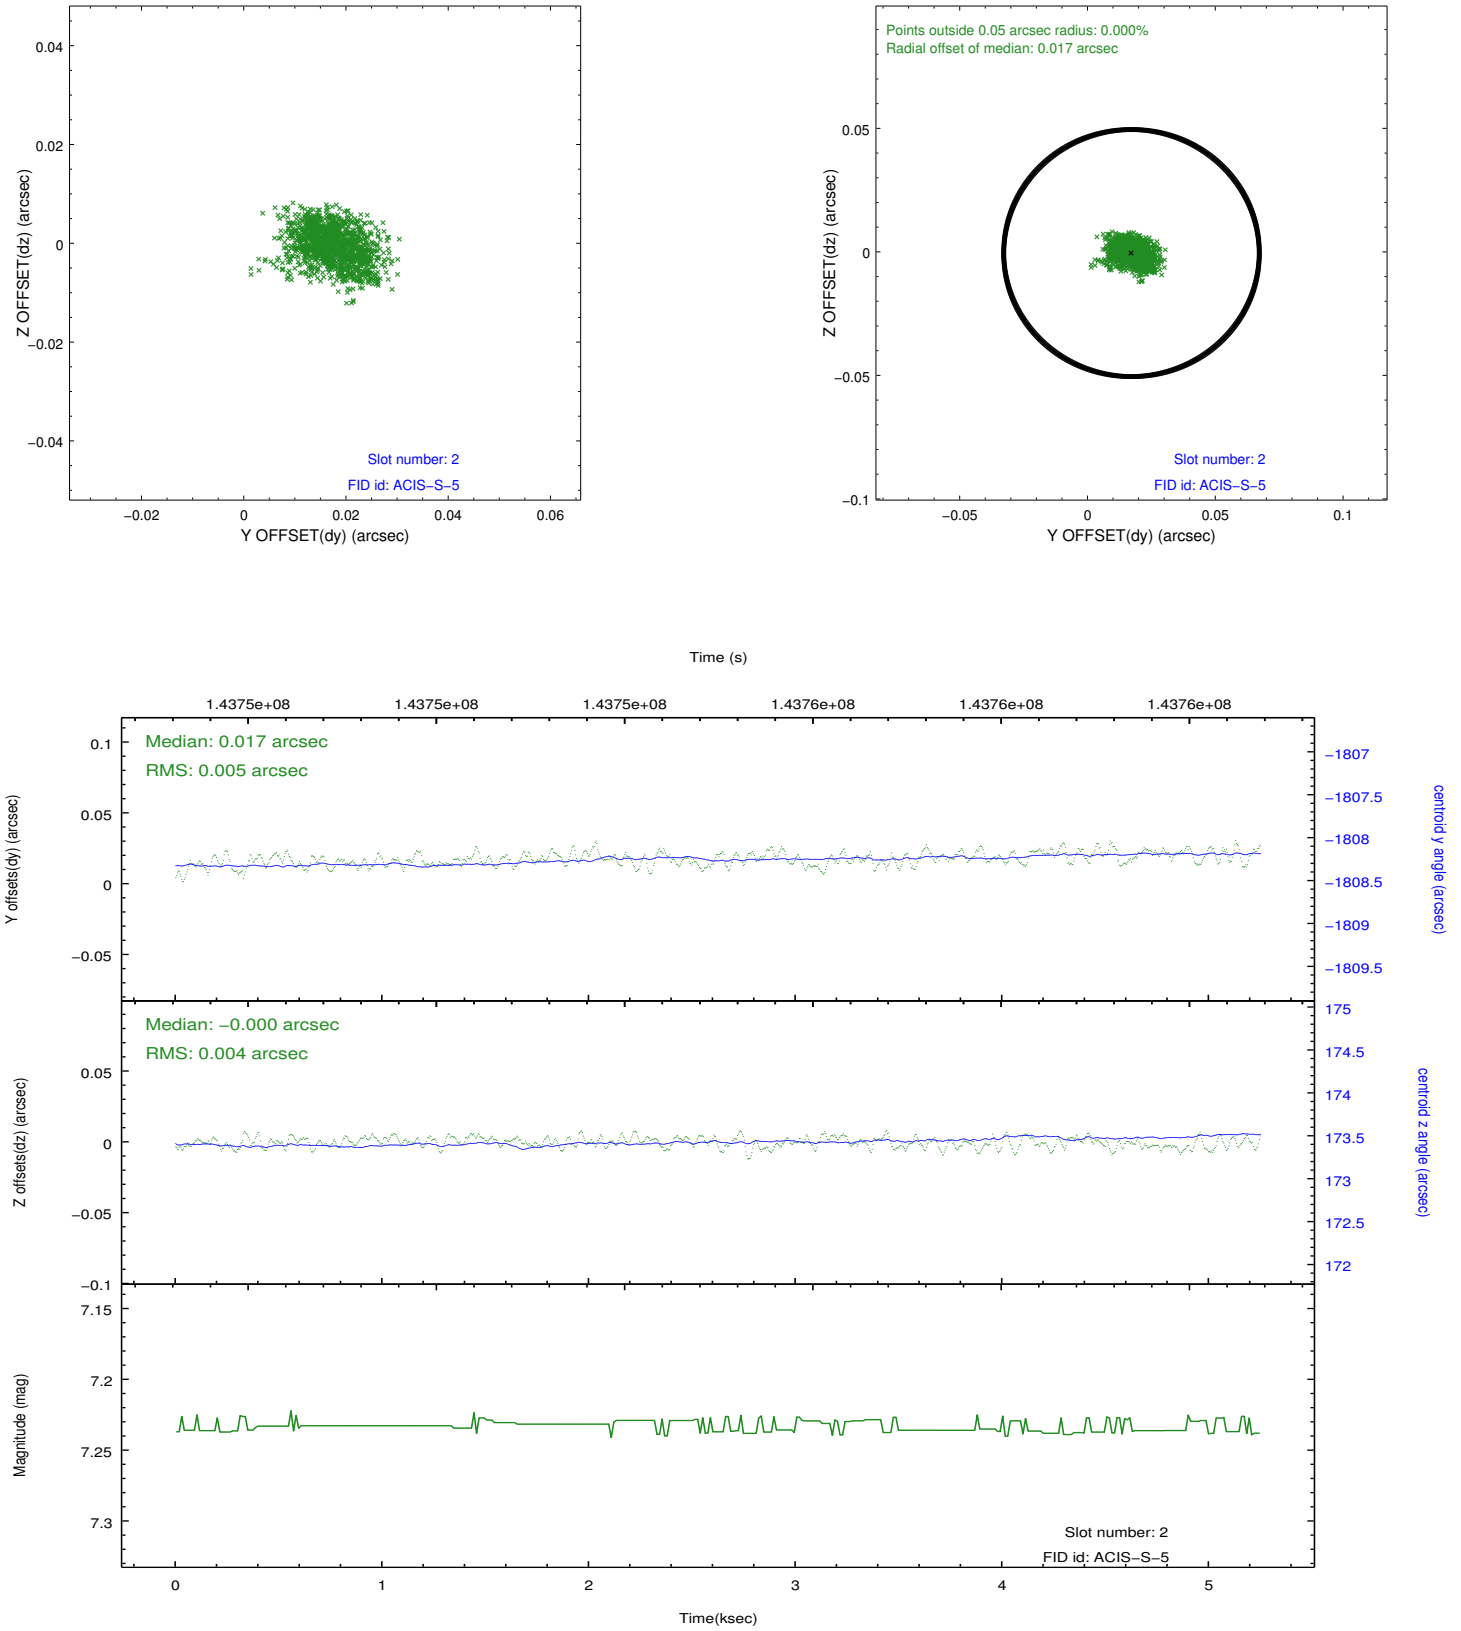 0.04
0.02
0
−0.02
−0.04
Z OFFSET(dz) (arcsec)
Slot number: 2
FID id: ACIS−S−5
−0.02 0 0.02 0.04 0.06
Y OFFSET(dy) (arcsec)
Points outside 0.05 arcsec radius: 0.000%
Radial offset of median: 0.017 arcsec
0.05
0
−0.05
−0.1
Z OFFSET(dz) (arcsec)
Slot number: 2
FID id: ACIS−S−5
−0.05 0 0.05 0.1
Y OFFSET(dy) (arcsec)
Time (s)
1.4375e+08 1.4375e+08 1.4375e+08 1.4376e+08 1.4376e+08 1.4376e+08
Median: 0.017 arcsec
RMS: 0.005 arcsec
0.1
0.05
0
−0.05
Y offsets(dy) (arcsec)
−1807
−1807.5
−1808
−1808.5
−1809
−1809.5
centroid y angle (arcsec)
Median: −0.000 arcsec
RMS: 0.004 arcsec
0.05
0
−0.05
−0.1
Z offsets(dz) (arcsec)
175
174.5
174
173.5
173
172.5
172
centroid z angle (arcsec)
7.15
7.2
7.25
7.3
Magnitude (mag)
Slot number: 2
FID id: ACIS−S−5
0 1 2 3 4 5
Time(ksec)